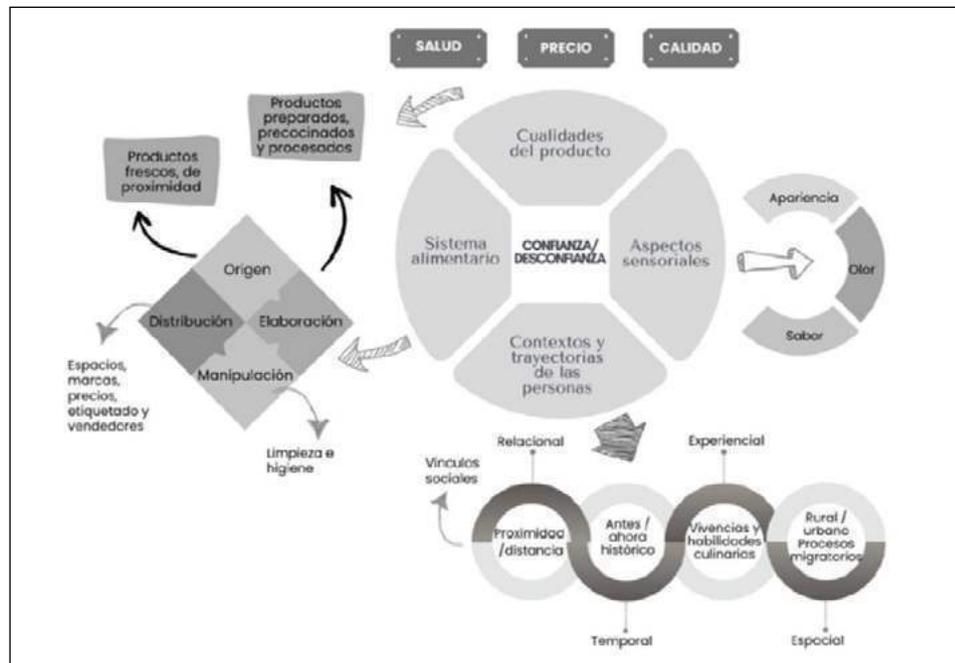 SALUD
PRECIO
CALIDAD
Productos
preparados,
precocinados
y procesados
Productos
frescos, de
proximidad
Cualidades
del producto
Sistema
alimentario
CONFIANZA/
DESCONFIANZA
Aspectos
sensoriales
Contextos y
trayectorias
de las
personas
Apariencia
Olor
Sabor
Origen
Distribución
Elaboración
Manipulación
Espacios,
marcas,
precios,
etiquetado y
vendedores
Limpieza e
higiene
Vínculos
sociales
Relacional
Experiencial
Proximidad
/distancia
Antes /
ahora
histórico
Vivencias y
habilidades
culinarias
Rural /
urbano
Procesos
migratorios
Temporal
Espacial